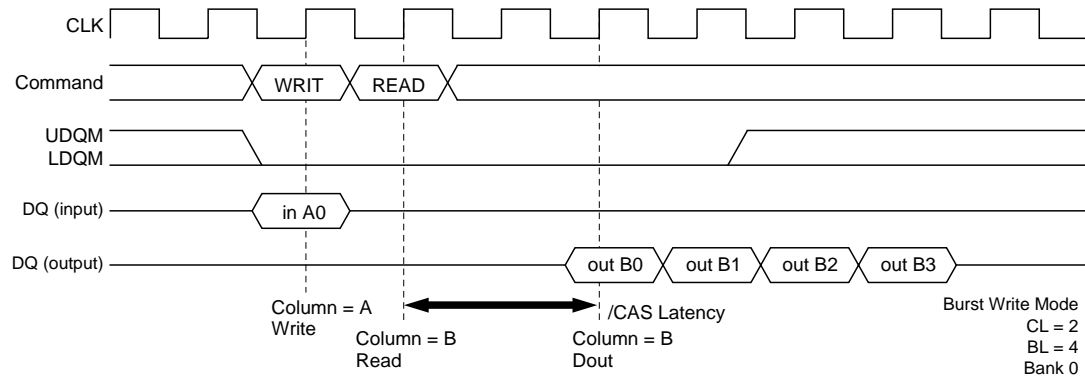 CLK
Command
WRIT
READ
UDQM
LDQM
DQ (input)
in A0
DQ (output)
out B0
out B1
out B2
out B3
Column = A
Write
Column = B
Read
/CAS Latency
Column = B
Dout
Burst Write Mode
CL = 2
BL = 4
Bank 0